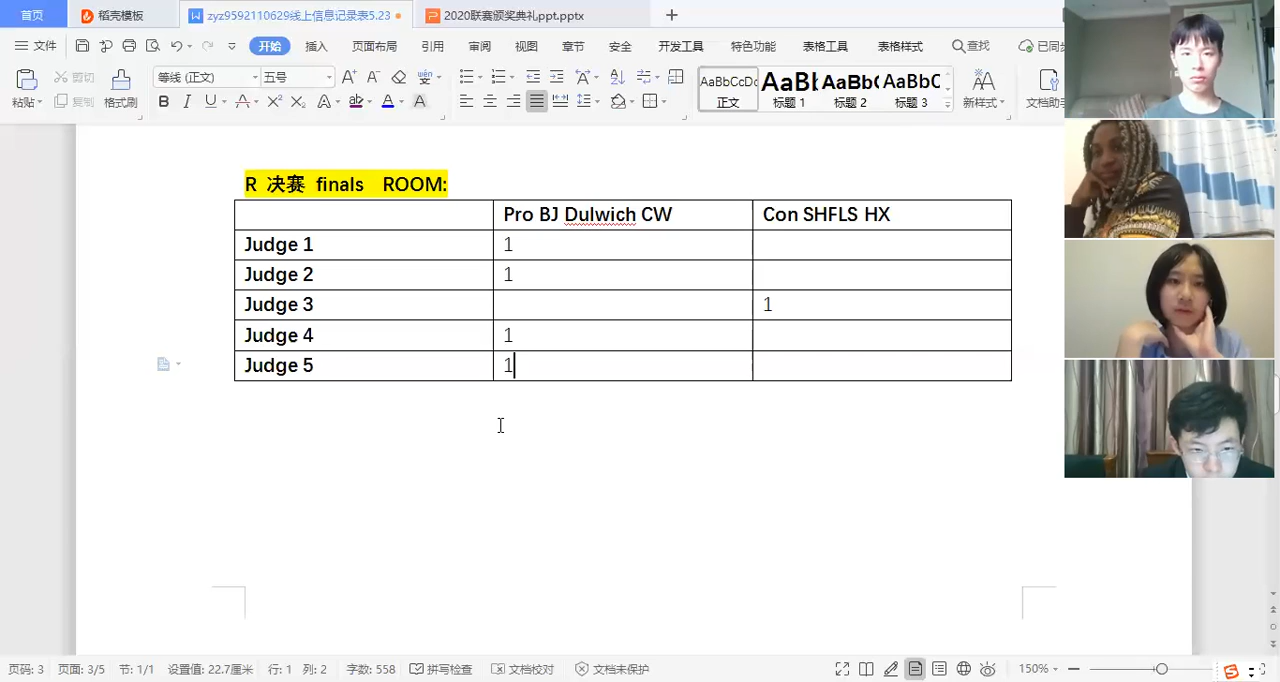 首页 稻壳模板 zyz9592110629线上信息记录表5.23 2020联赛颁奖典礼ppt.pptx
文件 开始 插入 页面布局 引用 审阅 视图 章节 安全 开发工具 特色功能 表格工具 表格样式 查找 已同
粘贴 剪切 复制 格式刷 等线 (正文) 五号 AaBbCcDd 正文 AaBb 标题 1 AaBb( 标题 2 AaBbC 标题 3 新样式 文档助手
R 决赛 finals ROOM:
Pro BJ Dulwich CW Con SHFLS HX
Judge 1 1
Judge 2 1
Judge 3 1
Judge 4 1
Judge 5 1
页码: 3 页面: 3/5 节: 1/1 设置值: 22.7厘米 行: 1 列: 2 字数: 558 拼写检查 文档校对 文档未保护 150%